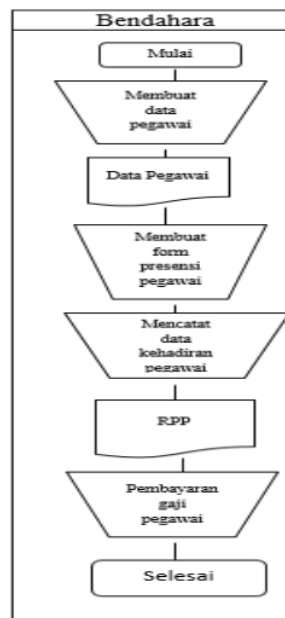 Bendahara
Mulai
Membuat
data
pegawai
Data Pegawai
Membuat
form
presensi
pegawai
Mencatat
data
kehadiran
pegawai
RPP
Pembayaran
gaji
pegawai
Selesai